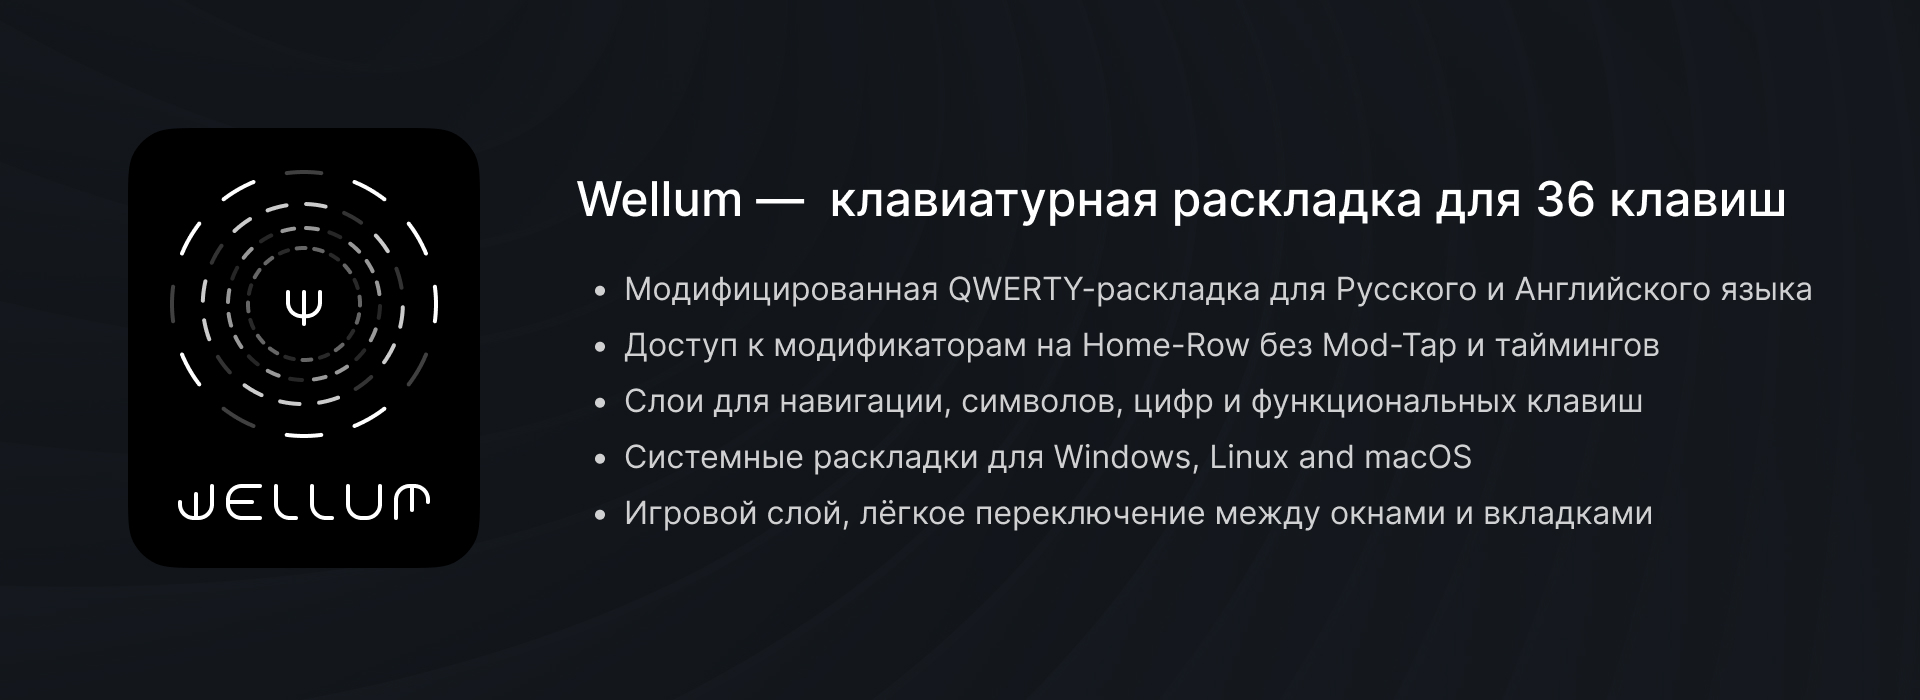 Ψ
WELLUM
Wellum — клавиатурная раскладка для 36 клавиш
• Модифицированная QWERTY-раскладка для Русского и Английского языка
• Доступ к модификаторам на Home-Row без Mod-Tap и таймингов
• Слои для навигации, символов, цифр и функциональных клавиш
• Системные раскладки для Windows, Linux and macOS
• Игровой слой, лёгкое переключение между окнами и вкладками